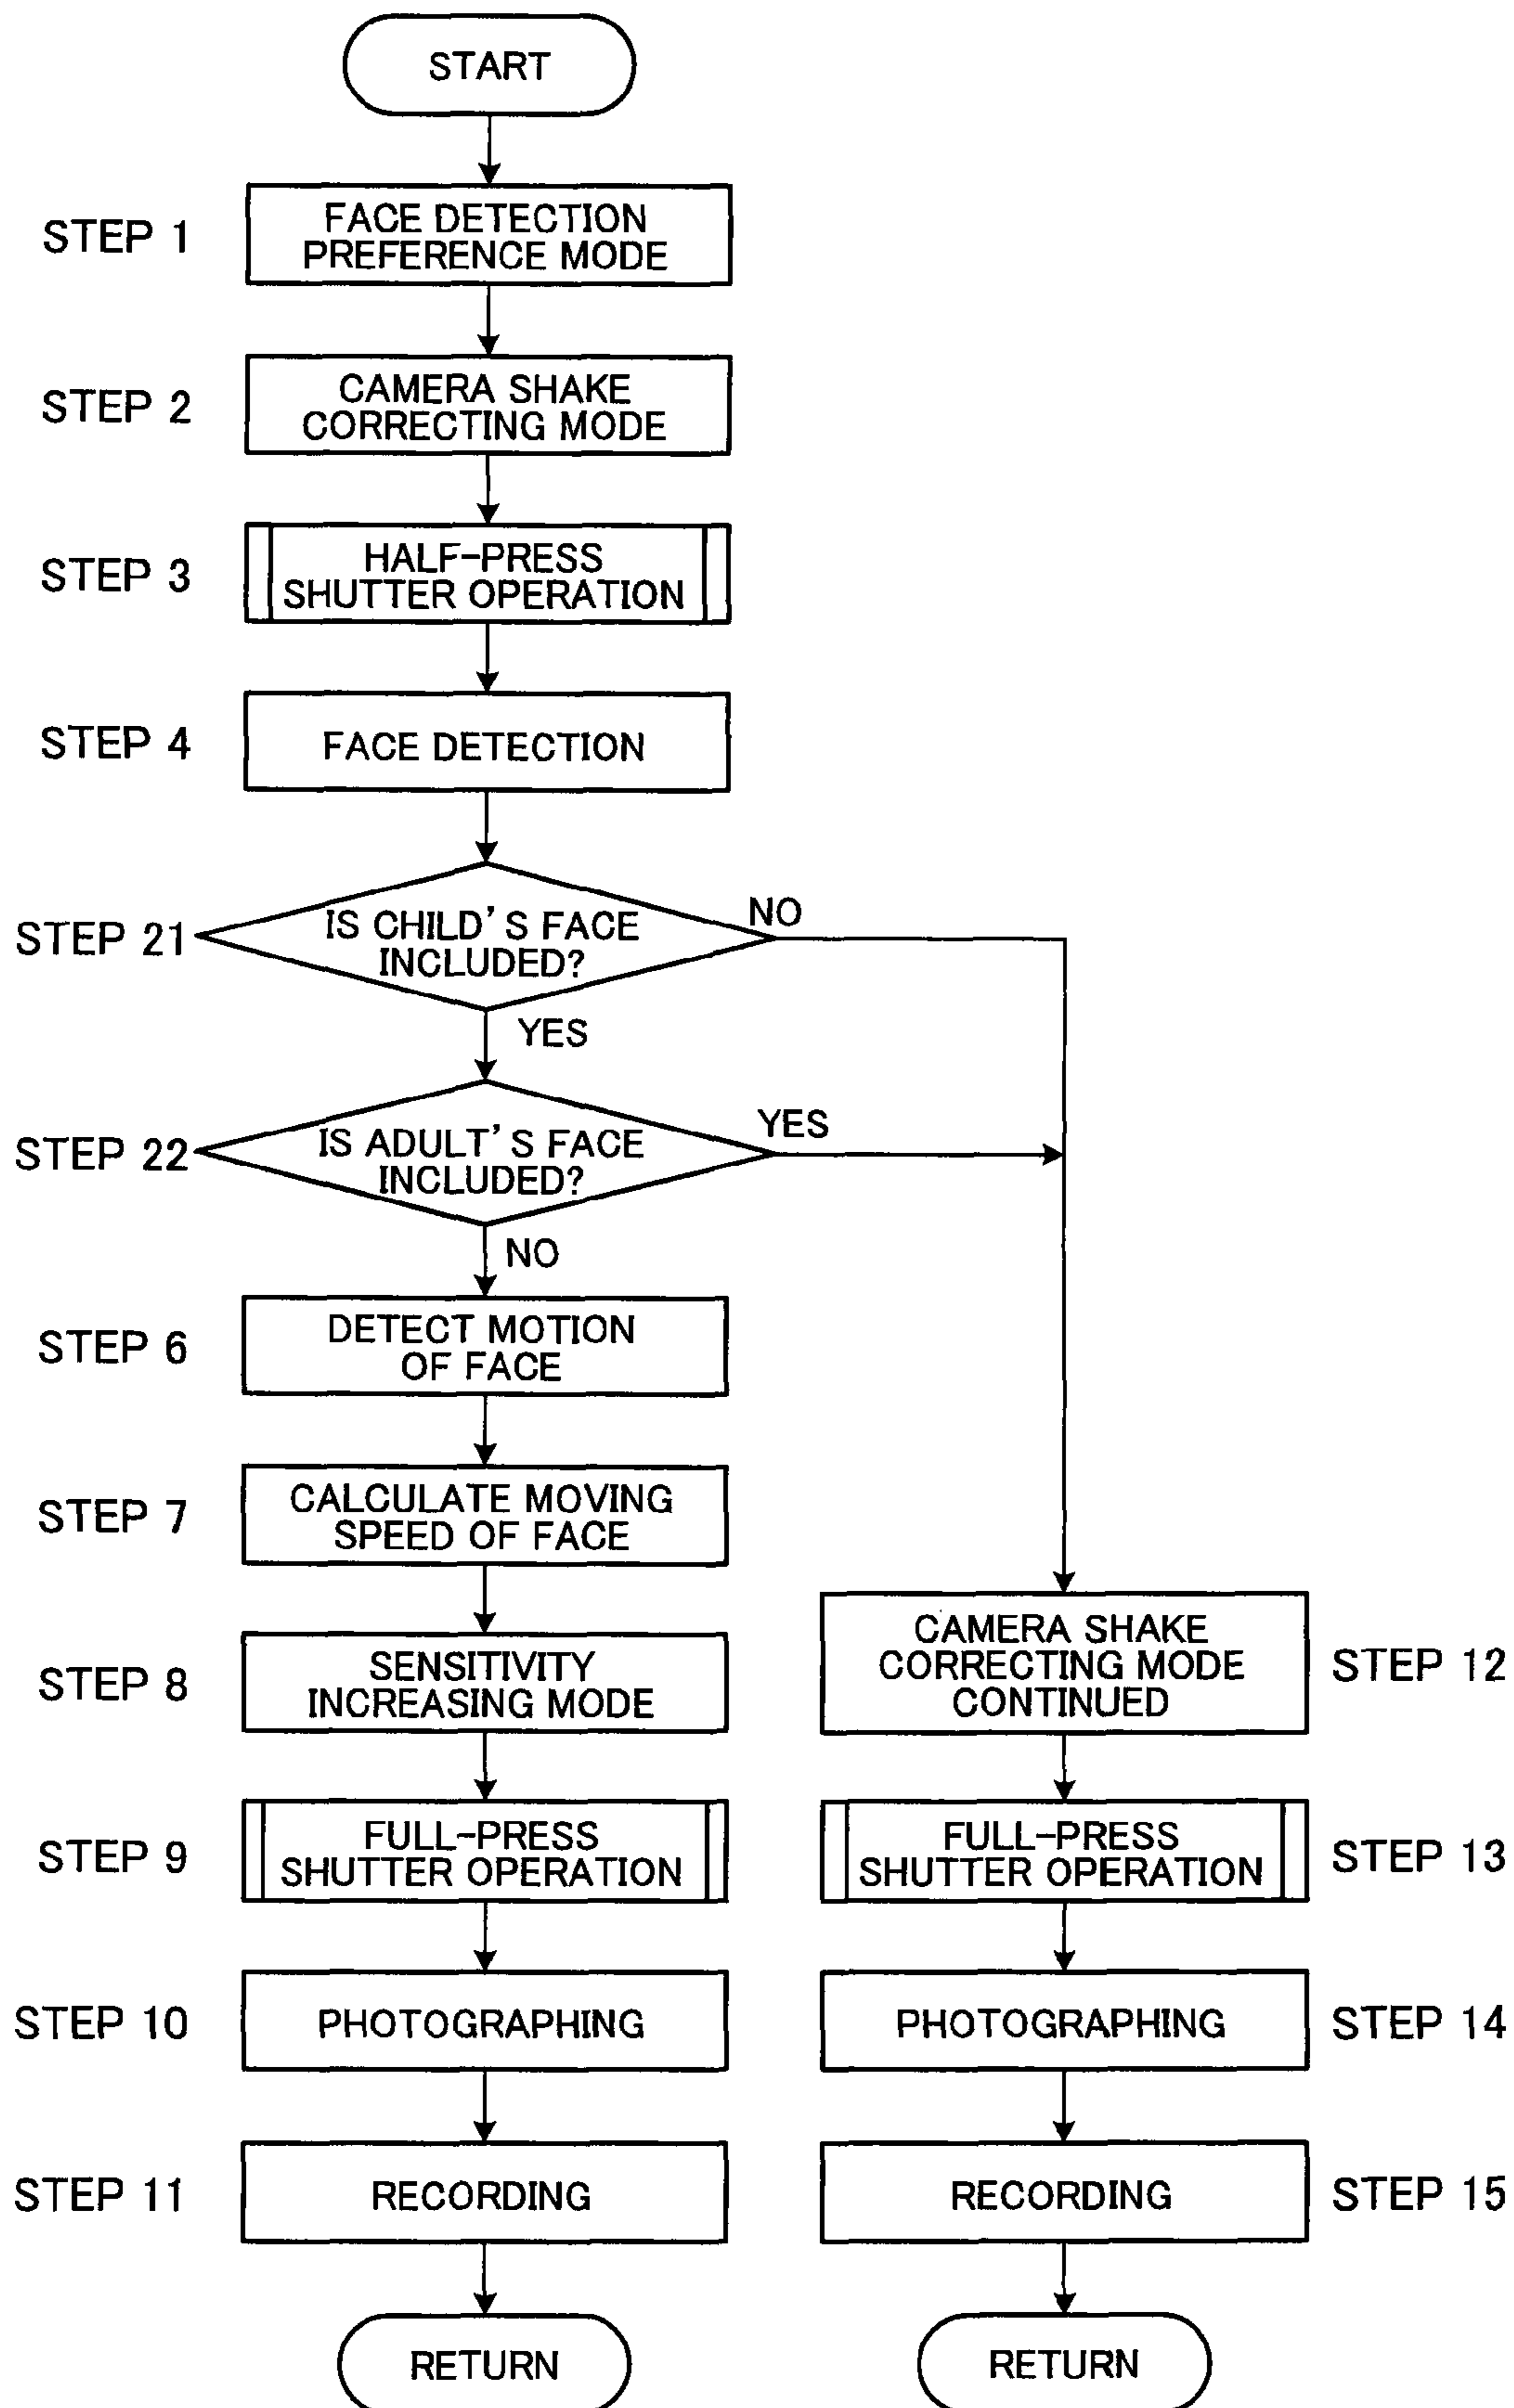 START
STEP 1
FACE DETECTION
PREFERENCE MODE
STEP 2
CAMERA SHAKE
CORRECTING MODE
STEP 3
HALF-PRESS
SHUTTER OPERATION
STEP 4
FACE DETECTION
STEP 21
IS CHILD'S FACE
INCLUDED?
NO
YES
STEP 22
IS ADULT'S FACE
INCLUDED?
YES
NO
STEP 6
DETECT MOTION
OF FACE
STEP 7
CALCULATE MOVING
SPEED OF FACE
STEP 8
SENSITIVITY
INCREASING MODE
STEP 9
FULL-PRESS
SHUTTER OPERATION
STEP 10
PHOTOGRAPHING
STEP 11
RECORDING
RETURN
CAMERA SHAKE
CORRECTING MODE
CONTINUED
STEP 12
FULL-PRESS
SHUTTER OPERATION
STEP 13
PHOTOGRAPHING
STEP 14
RECORDING
STEP 15
RETURN